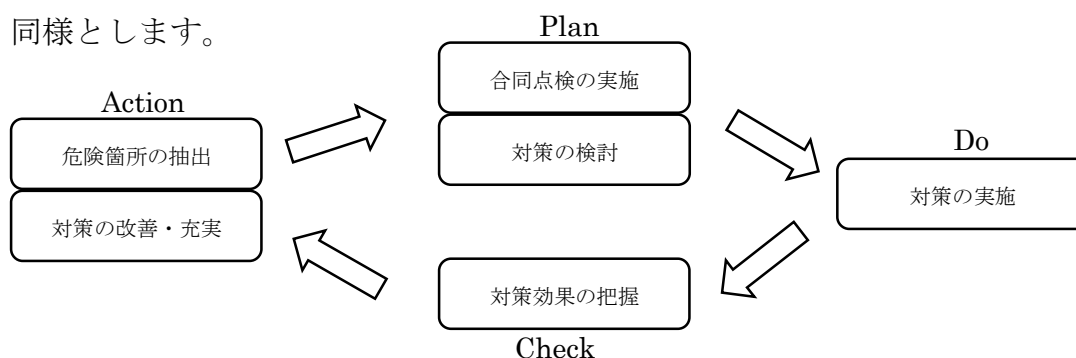 同様とします。
Plan
合同点検の実施
対策の検討
Action
危険箇所の抽出
対策の改善・充実
Do
対策の実施
対策効果の把握
Check